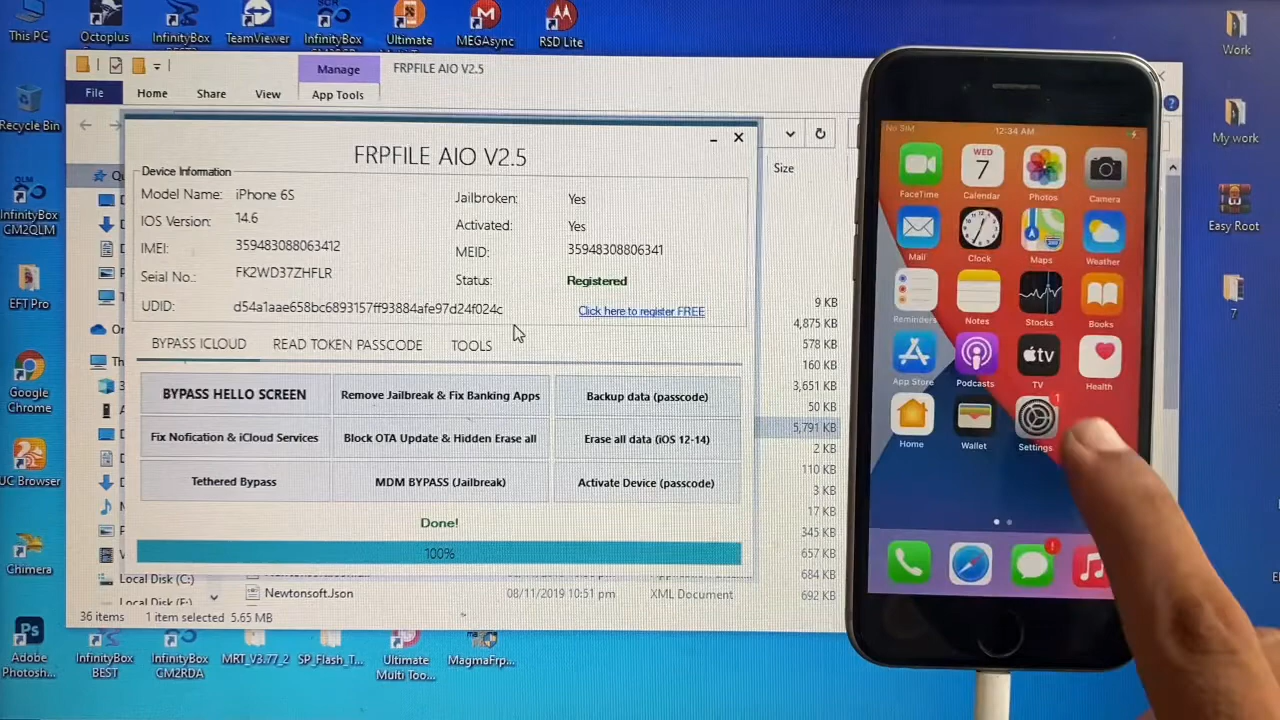 This PC
Octoplus
InfinityBox
BEST2
TeamViewer
InfinityBox
Ultimate
MEGAsync
RSD Lite
Work
Manage
FRPFILE AIO V2.5
File
Home
Share
View
App Tools
Recycle Bin
My work
FRPFILE AIO V2.5
Size
Device Information
Model Name: iPhone 6S
Jailbroken: Yes
IOS Version: 14.6
Activated: Yes
IMEI: 359483088063412
MEID: 35948308806341
Serial No.: FK2WD37ZHFLR
Status: Registered
UDID: d54a1aae658bc6893157ff93884afe97d24f024c
Click here to register FREE
InfinityBox
CM2QLM
Easy Root
EFT Pro
7
BYPASS ICLOUD
READ TOKEN PASSCODE
TOOLS
BYPASS HELLO SCREEN
Remove Jailbreak & Fix Banking Apps
Backup data (passcode)
Fix Nofication & iCloud Services
Block OTA Update & Hidden Erase all
Erase all data (iOS 12-14)
Tethered Bypass
MDM BYPASS (Jailbreak)
Activate Device (passcode)
Done!
100%
9 KB
4,875 KB
578 KB
160 KB
3,651 KB
50 KB
5,791 KB
2 KB
110 KB
3 KB
17 KB
345 KB
657 KB
684 KB
692 KB
Google
Chrome
UC Browser
Chimera
Local Disk (C:)
Newtonsoft.Json
08/11/2019 10:51 pm
XML Document
36 items
1 item selected 5.65 MB
Adobe
Photosh...
InfinityBox
BEST
InfinityBox
CM2RDA
MRT_V3.77_2
SP_Flash_T...
Ultimate
Multi Too...
MagmaFrp...
No SIM
12:34 AM
WED
7
FaceTime
Calendar
Photos
Camera
Mail
Clock
Maps
Weather
Reminders
Notes
Stocks
Books
tv
App Store
Podcasts
TV
Health
1
Home
Wallet
Settings